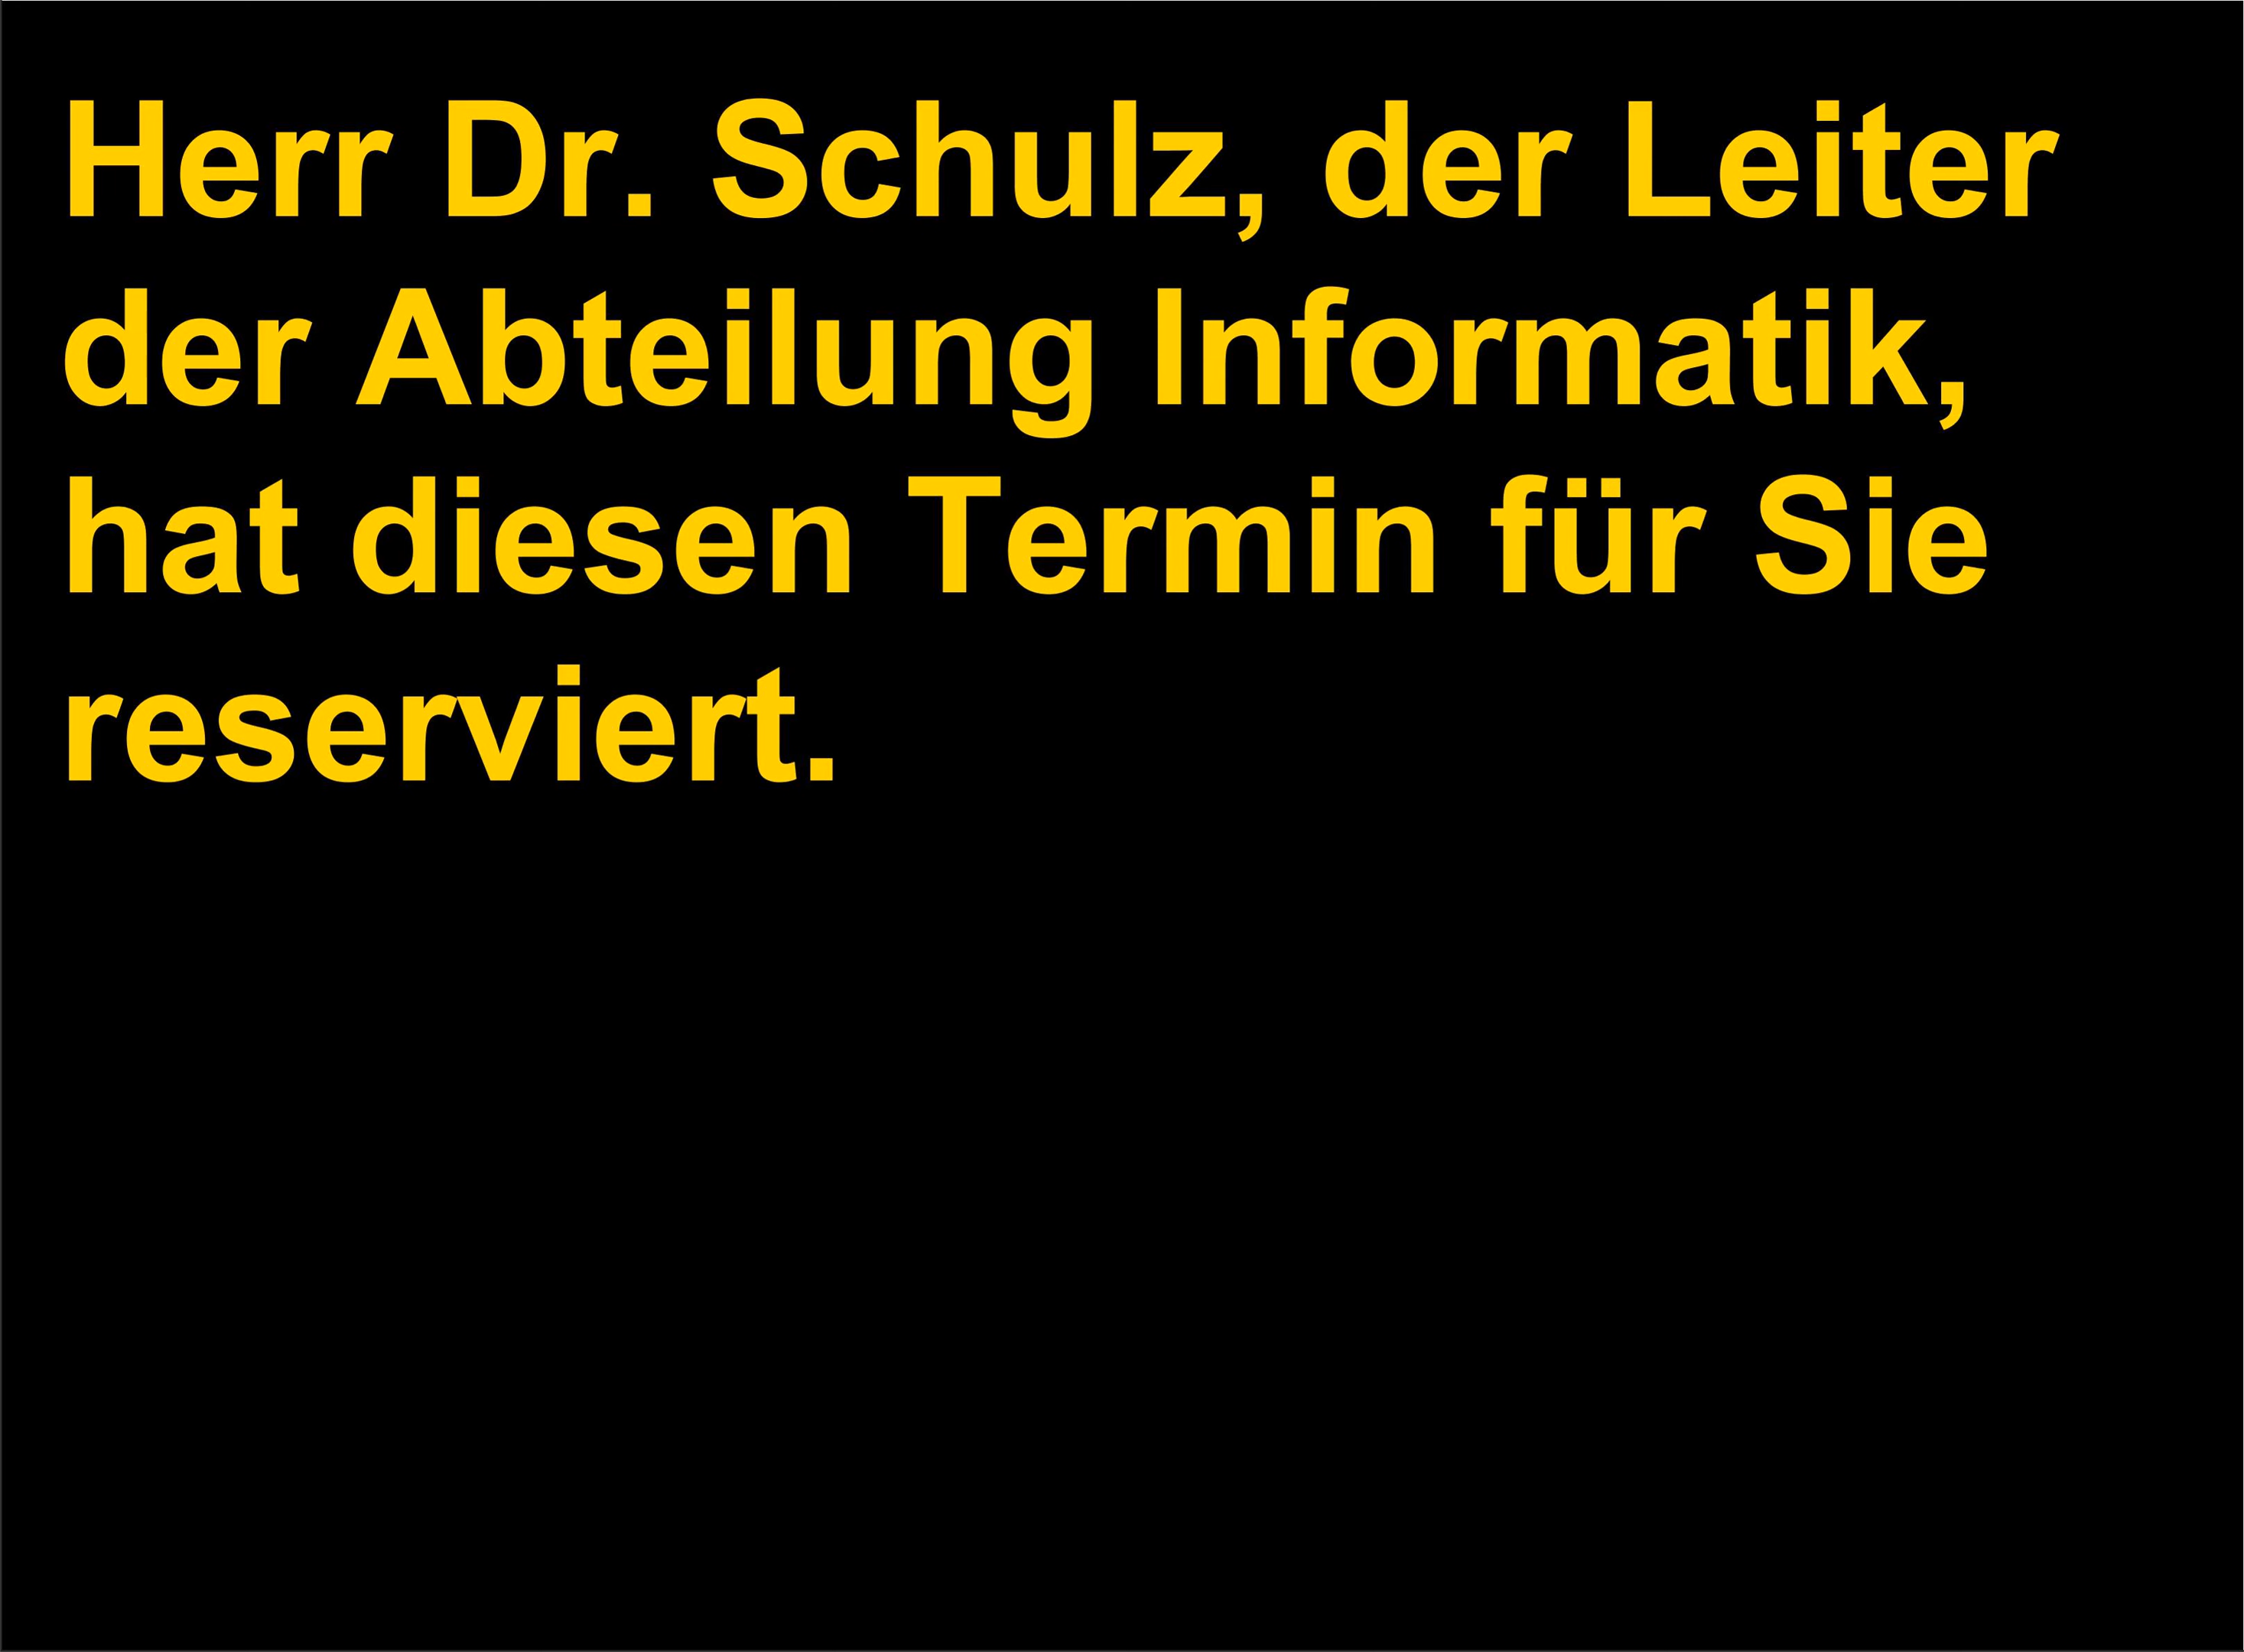 Herr Dr. Schulz, der Leiter
der Abteilung Informatik,
hat diesen Termin für Sie
reserviert.